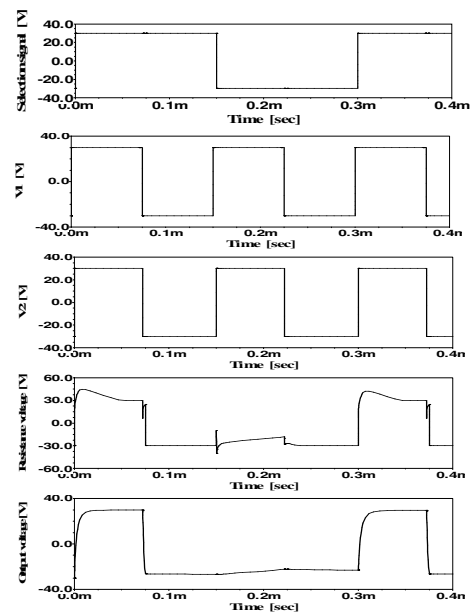 Selection signal [V]
40.0
20.0
0.0
-20.0
-40.0
0.0m 0.1m 0.2m 0.3m 0.4m
Time [sec]
V1 [V]
40.0
0.0
-40.0
0.0m 0.1m 0.2m 0.3m 0.4m
Time [sec]
V2 [V]
40.0
20.0
0.0
-20.0
-40.0
0.0m 0.1m 0.2m 0.3m 0.4m
Time [sec]
Resistance voltage [V]
60.0
30.0
0.0
-30.0
-60.0
0.0m 0.1m 0.2m 0.3m 0.4m
Time [sec]
Output voltage [V]
40.0
0.0
-40.0
0.0m 0.1m 0.2m 0.3m 0.4m
Time [sec]